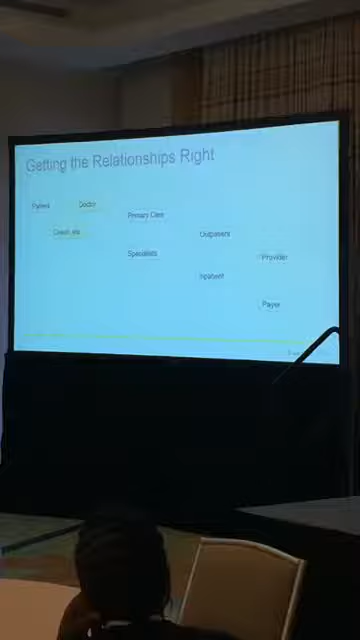 Getting the Relationships Right
Patient
Doctor
Primary Care
Specialists
Outpatient
Inpatient
Provider
Payer